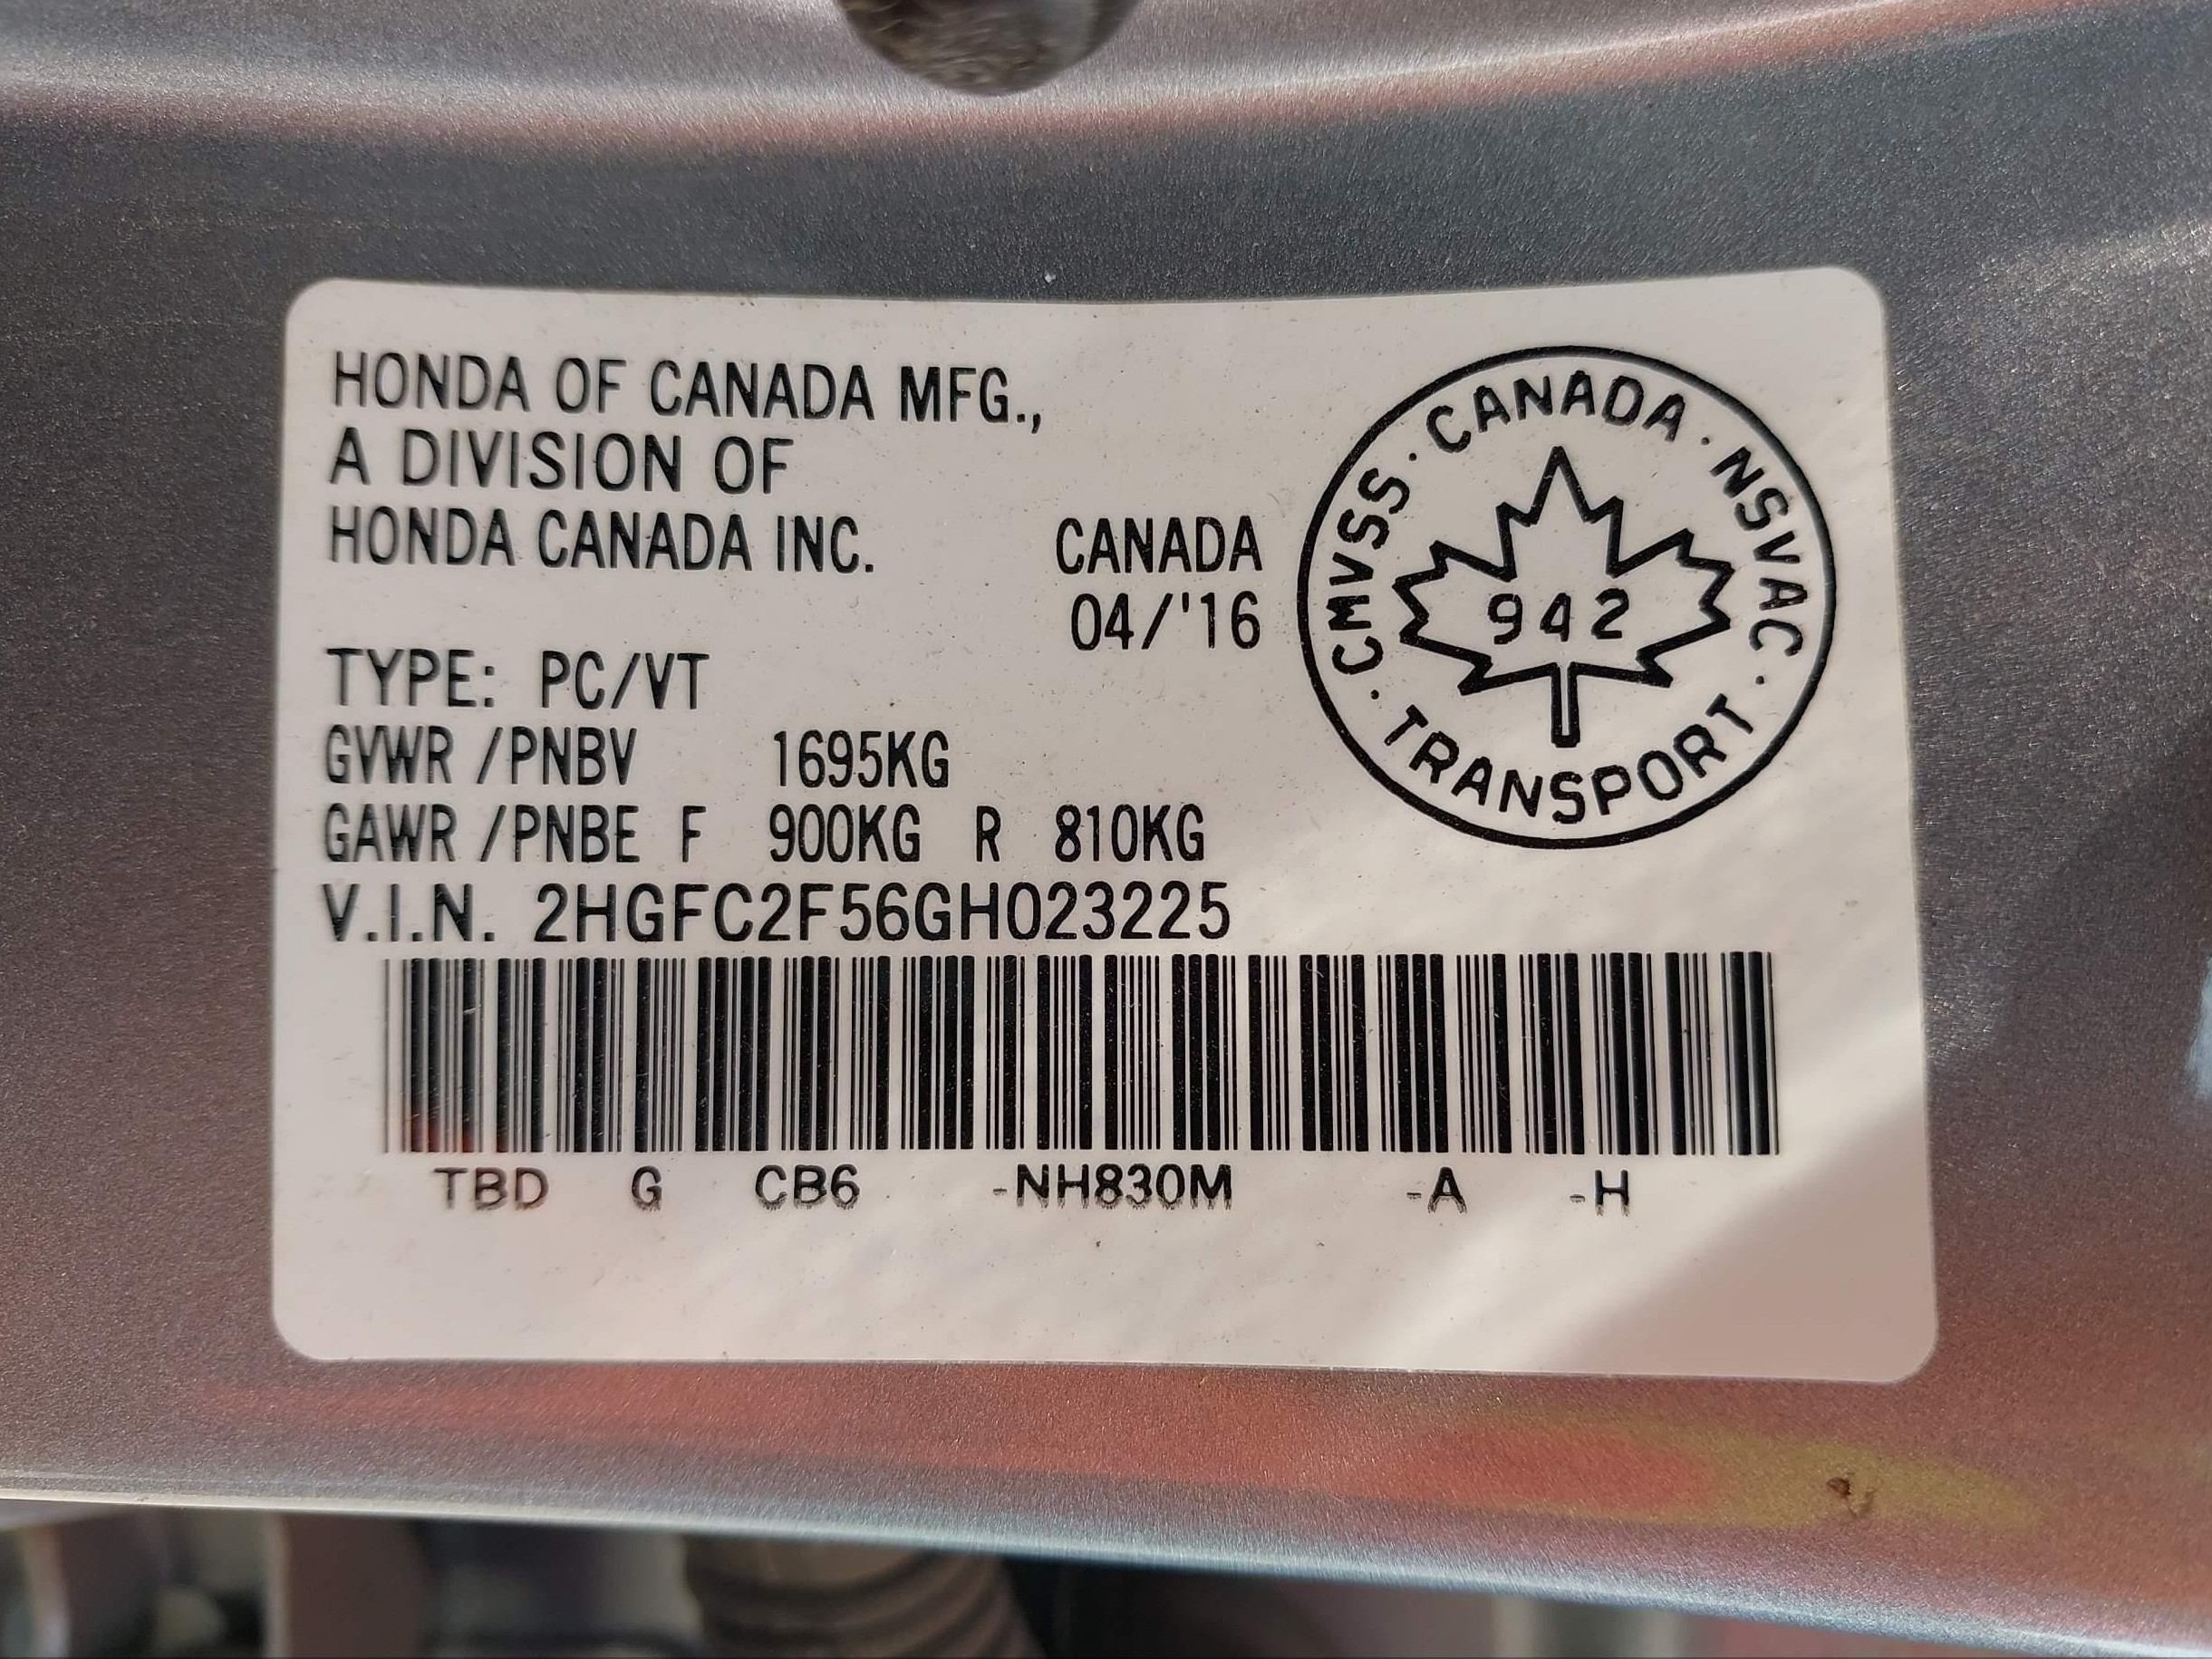 HONDA OF CANADA MFG.,
A DIVISION OF
HONDA CANADA INC.
CANADA
04/'16
TYPE: PC/VT
GVWR /PNBV 1695KG
GAWR /PNBE F 900KG R 810KG
V.I.N. 2HGFC2F56GH023225
TBD G CB6 -NH830M -A -H
CMVSS · CANADA · NSVAC · TRANSPORT ·
942